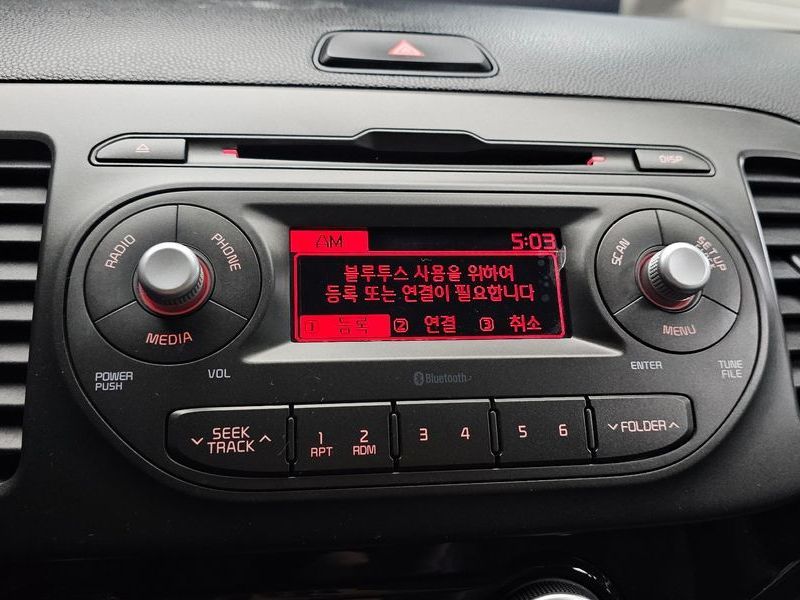 DISP
RADIO
PHONE
MEDIA
POWER
PUSH
VOL
AM 5:03
블루투스 사용을 위하여
등록 또는 연결이 필요합니다
1 등록 2 연결 3 취소
SCAN
SETUP
MENU
ENTER
TUNE
FILE
Bluetooth
SEEK
TRACK
1 2
RPT RDM
3 4
5 6
FOLDER